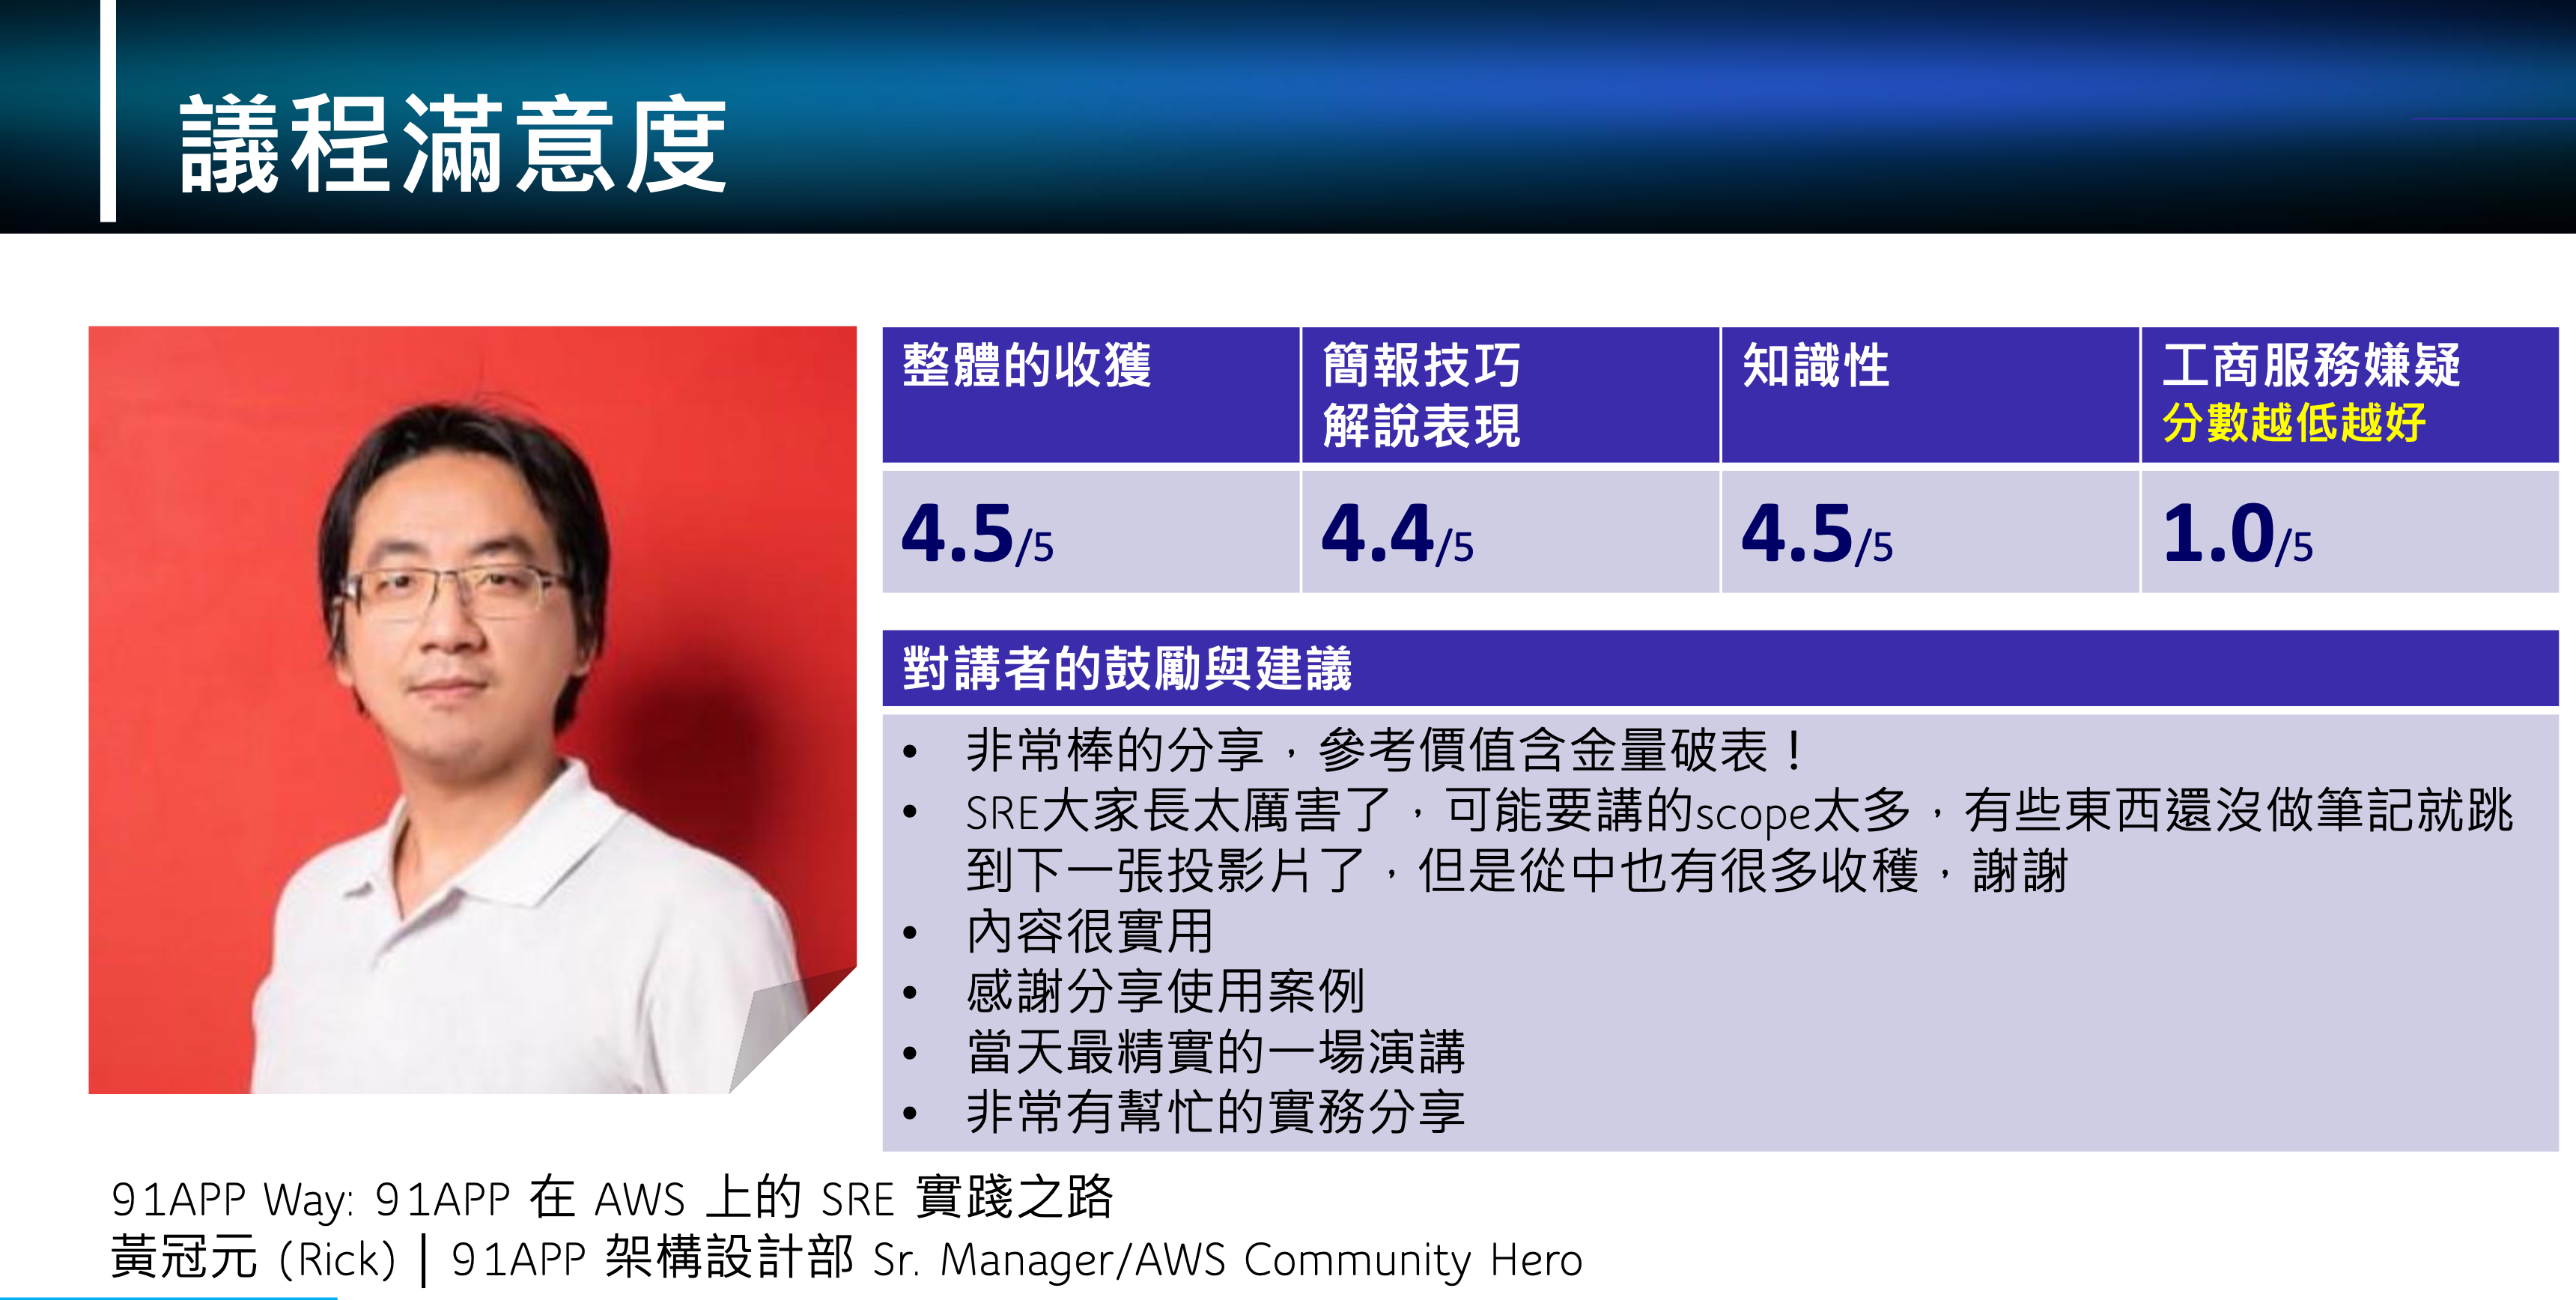 議程滿意度
整體的收獲
簡報技巧
解說表現
知識性
工商服務嫌疑
分數越低越好
4.5/5
4.4/5
4.5/5
1.0/5
對講者的鼓勵與建議
• 非常棒的分享，參考價值含金量破表！
• SRE大家長太厲害了，可能要講的scope太多，有些東西還沒做筆記就跳
到下一張投影片了，但是從中也有很多收穫，謝謝
• 內容很實用
• 感謝分享使用案例
• 當天最精實的一場演講
• 非常有幫忙的實務分享
91APP Way: 91APP 在 AWS 上的 SRE 實踐之路
黃冠元 (Rick) | 91APP 架構設計部 Sr. Manager/AWS Community Hero